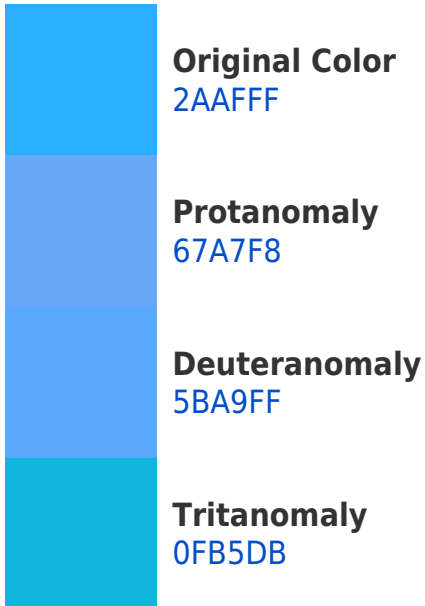 Original Color
2AAFFF
Protanomaly
67A7F8
Deuteranomaly
5BA9FF
Tritanomaly
0FB5DB